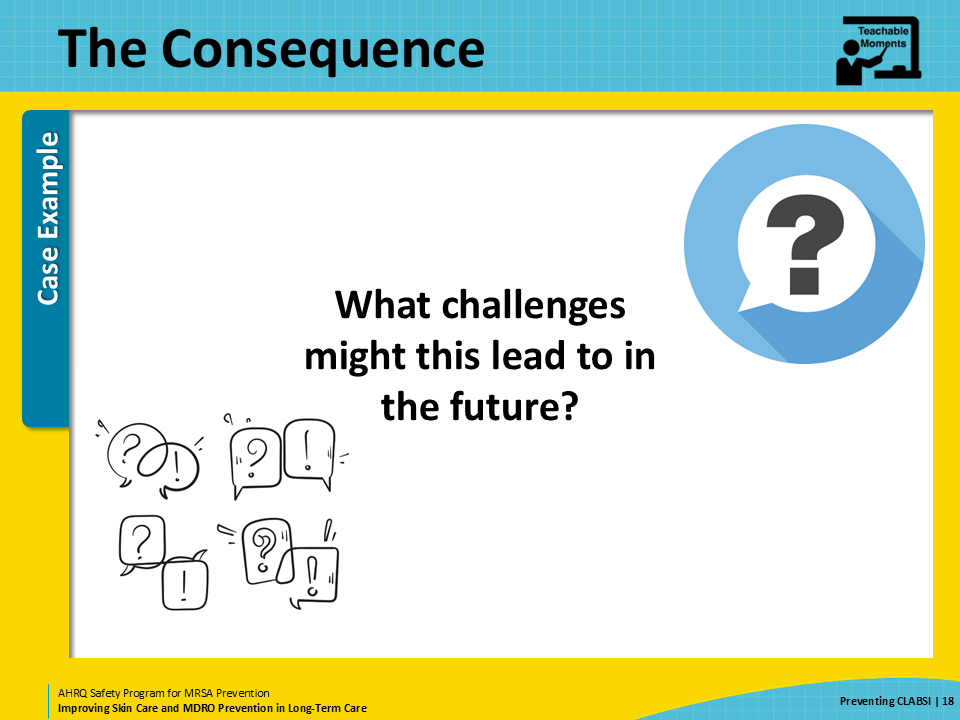 The Consequence
Teachable
Moments
Case Example
?
What challenges
might this lead to in
the future?
? !
? !
?
!
?
!
AHRQ Safety Program for MRSA Prevention
Improving Skin Care and MDRO Prevention in Long-Term Care
Preventing CLABSI | 18